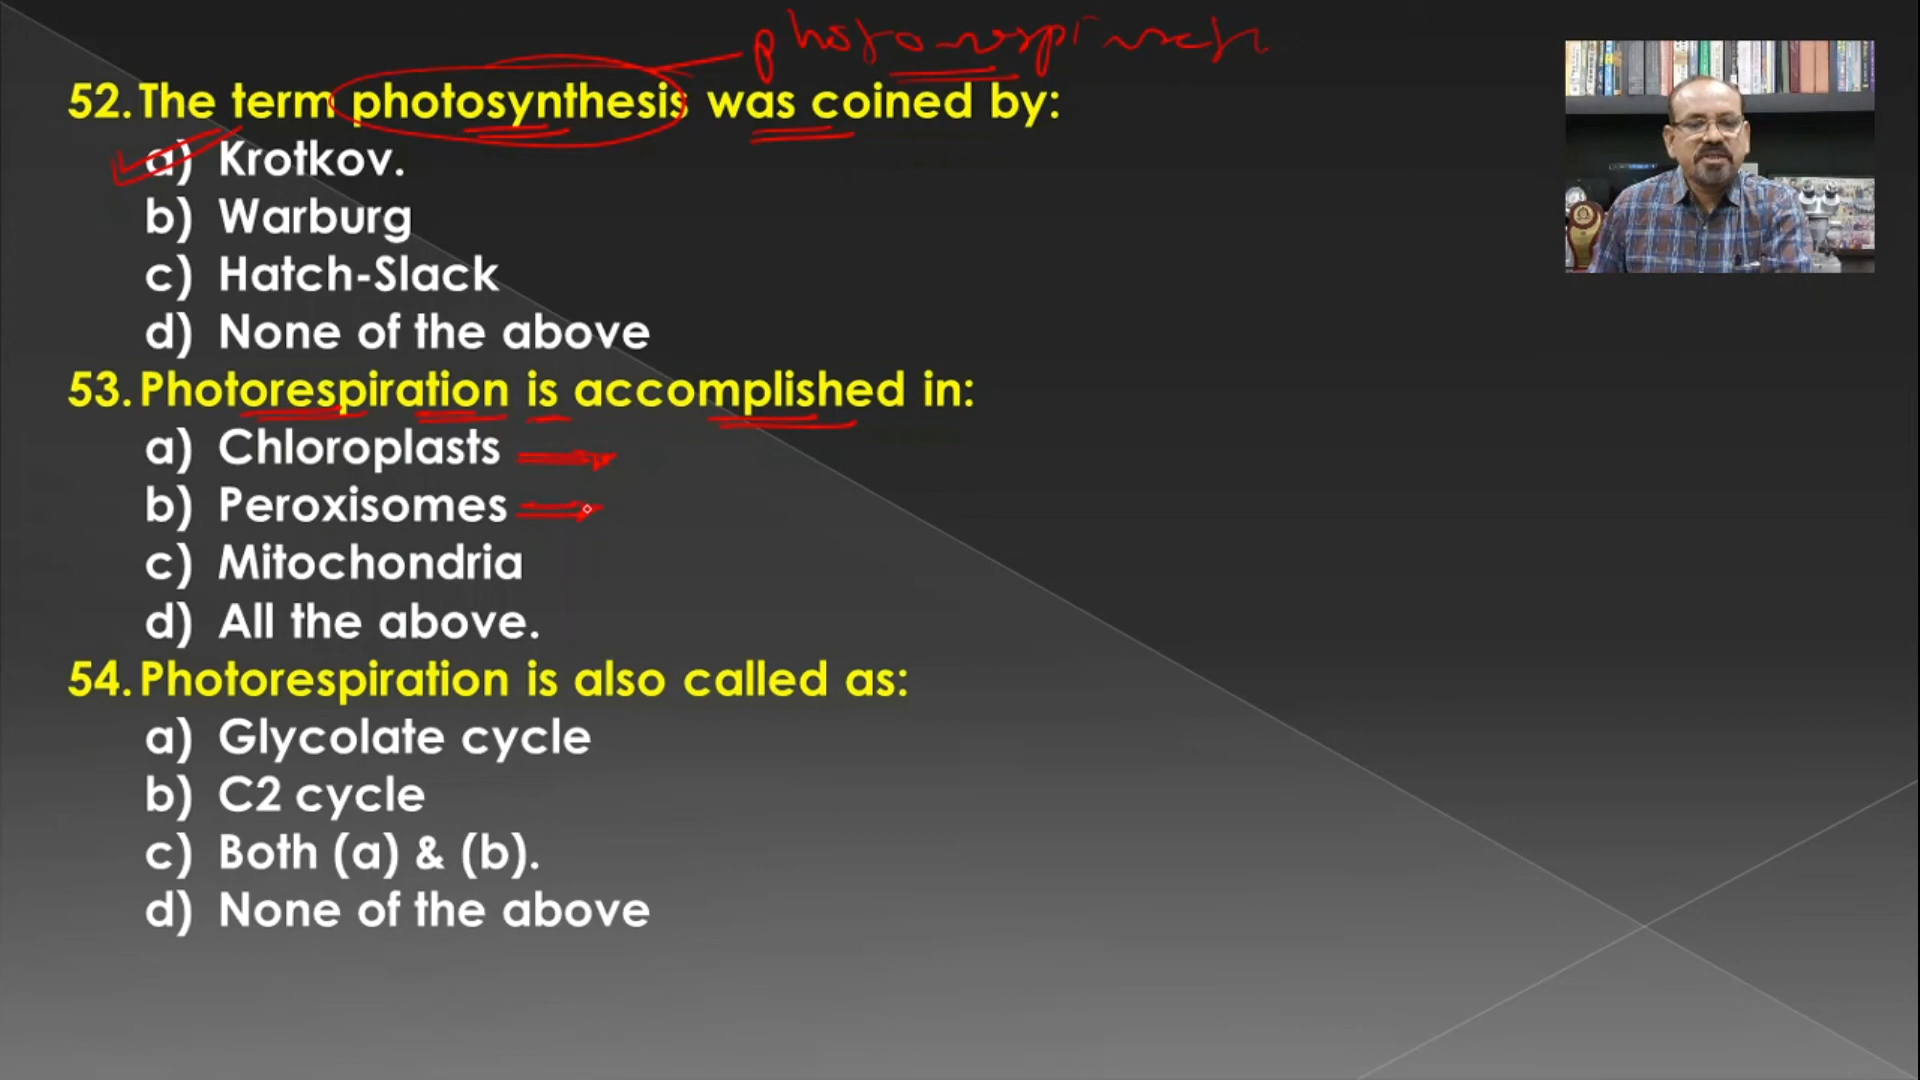 photorespirat
52. The term photosynthesis was coined by:
a) Krotkov.
b) Warburg
c) Hatch-Slack
d) None of the above
53. Photorespiration is accomplished in:
a) Chloroplasts
b) Peroxisomes
c) Mitochondria
d) All the above.
54. Photorespiration is also called as:
a) Glycolate cycle
b) C2 cycle
c) Both (a) & (b).
d) None of the above